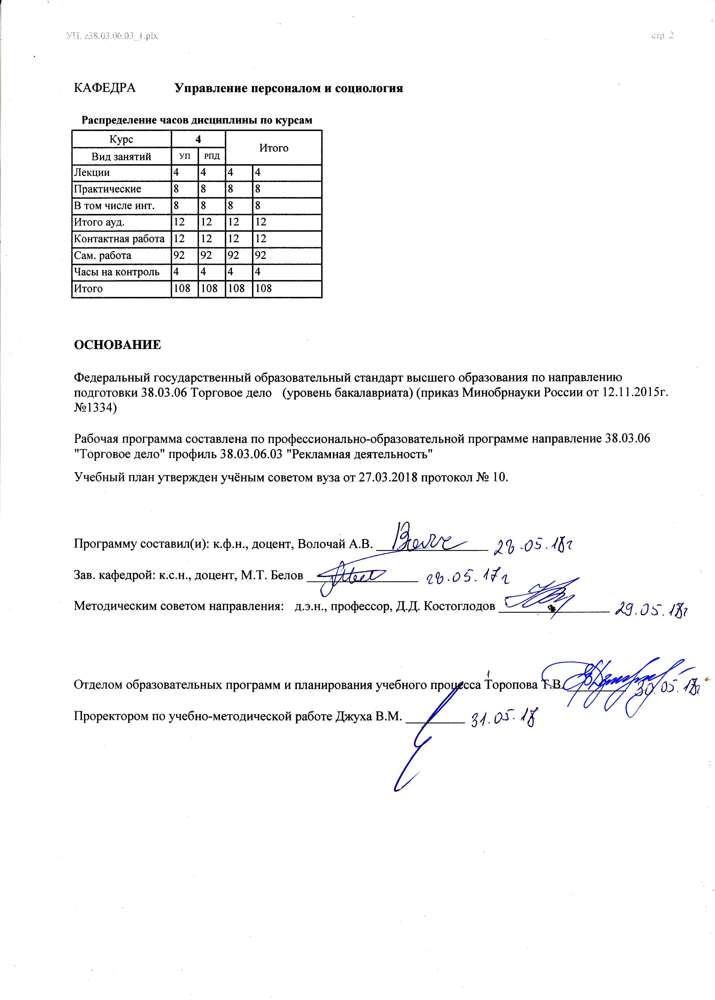 УП: z38.03.06.03_1.plx стр. 2
КАФЕДРА Управление персоналом и социология
Распределение часов дисциплины по курсам
Курс 4 Итого
Вид занятий УП РПД
Лекции 4 4 4 4
Практические 8 8 8 8
В том числе инт. 8 8 8 8
Итого ауд. 12 12 12 12
Контактная работа 12 12 12 12
Сам. работа 92 92 92 92
Часы на контроль 4 4 4 4
Итого 108 108 108 108
ОСНОВАНИЕ
Федеральный государственный образовательный стандарт высшего образования по направлению
подготовки 38.03.06 Торговое дело (уровень бакалавриата) (приказ Минобрнауки России от 12.11.2015г.
№1334)
Рабочая программа составлена по профессионально-образовательной программе направление 38.03.06
"Торговое дело" профиль 38.03.06.03 "Рекламная деятельность"
Учебный план утвержден учёным советом вуза от 27.03.2018 протокол № 10.
Программу составил(и): к.ф.н., доцент, Волочай А.В. 28.05.18г
Зав. кафедрой: к.с.н., доцент, М.Т. Белов 28.05.17г
Методическим советом направления: д.э.н., профессор, Д.Д. Костоглодов 29.05.18г
Отделом образовательных программ и планирования учебного процесса Торопова Т.В. 30.05.18г
Проректором по учебно-методической работе Джуха В.М. 31.05.18